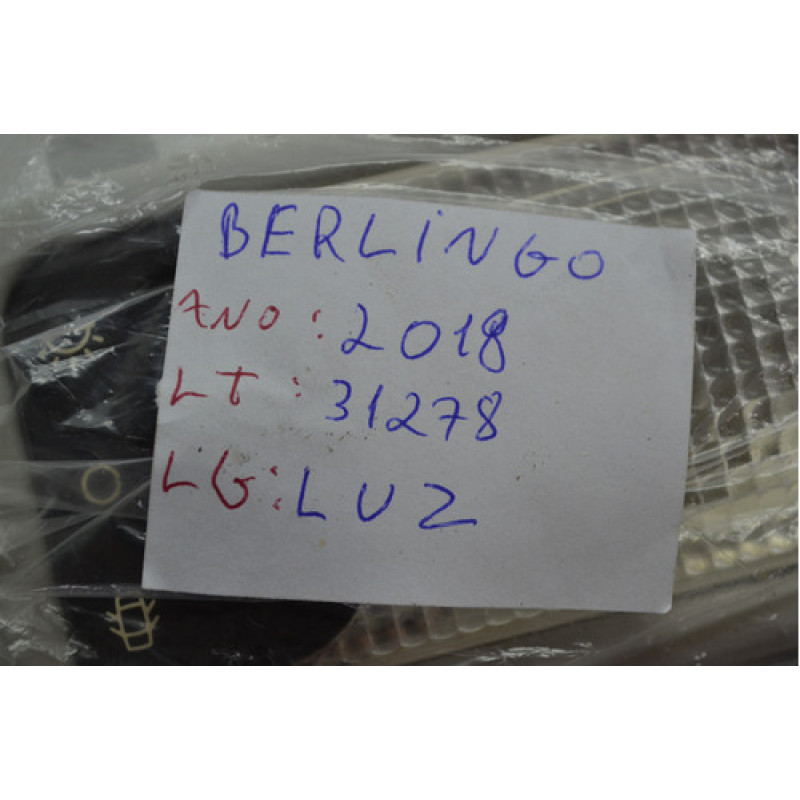 BERLINGO
ANO: 2018
LT: 31278
LG: LUZ